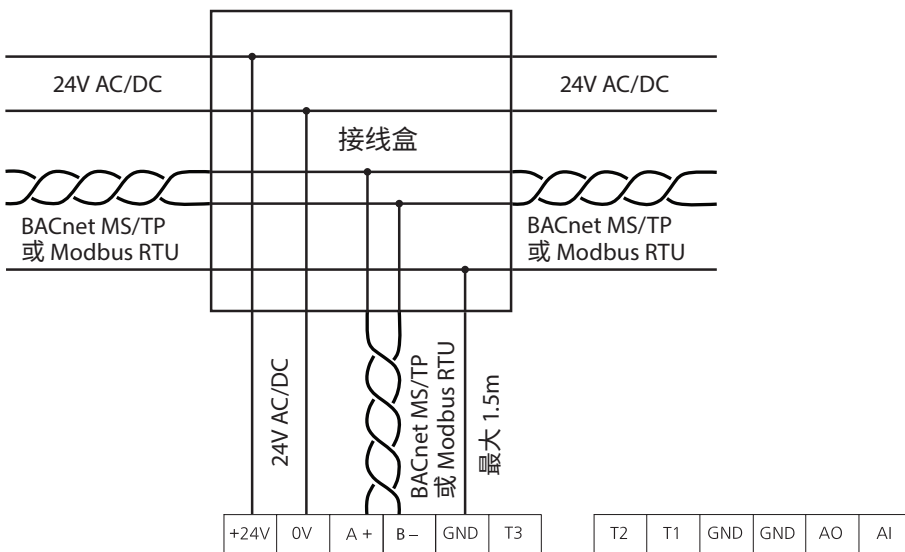 24V AC/DC
24V AC/DC
接线盒
BACnet MS/TP
或 Modbus RTU
BACnet MS/TP
或 Modbus RTU
24V AC/DC
BACnet MS/TP
或 Modbus RTU
最大 1.5m
+24V 0V A + B – GND T3 T2 T1 GND GND AO AI